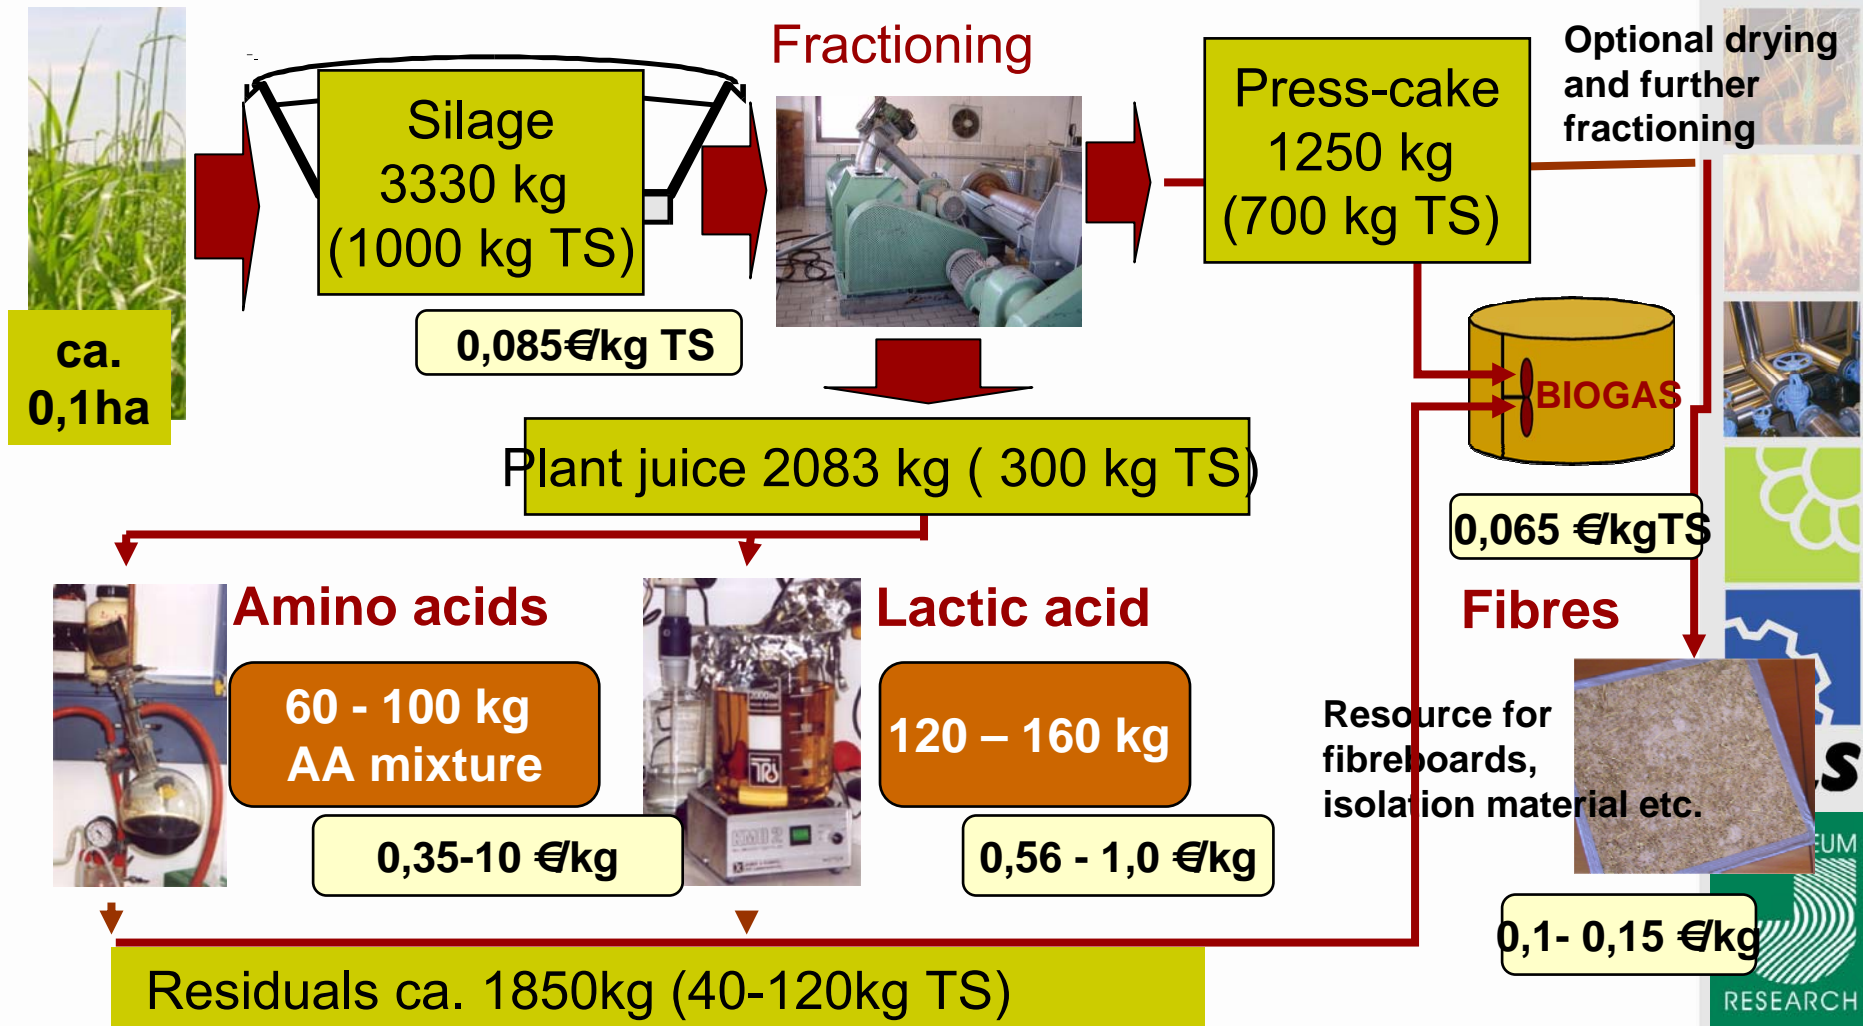 Fractioning
Optional drying
and further
fractioning
Silage
3330 kg
(1000 kg TS)
Press-cake
1250 kg
(700 kg TS)
ca.
0,1ha
0,085€/kg TS
BIOGAS
Plant juice 2083 kg ( 300 kg TS)
0,065 €/kgTS
Amino acids
Lactic acid
Fibres
60 - 100 kg
AA mixture
120 – 160 kg
Resource for
fibreboards,
isolation material etc.
0,35-10 €/kg
0,56 - 1,0 €/kg
0,1- 0,15 €/kg
Residuals ca. 1850kg (40-120kg TS)
RESEARCH